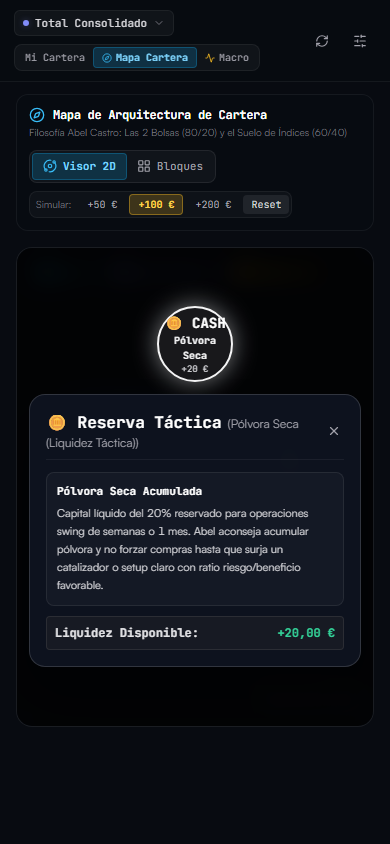 Total Consolidado
Mi Cartera Mapa Cartera Macro
Mapa de Arquitectura de Cartera
Filosofía Abel Castro: Las 2 Bolsas (80/20) y el Suelo de Índices (60/40)
Visor 2D Bloques
Simular: +50 € +100 € +200 € Reset
CASH
Pólvora
Seca
+20 €
Reserva Táctica (Pólvora Seca
(Liquidez Táctica))
Pólvora Seca Acumulada
Capital líquido del 20% reservado para operaciones
swing de semanas o 1 mes. Abel aconseja acumular
pólvora y no forzar compras hasta que surja un
catalizador o setup claro con ratio riesgo/beneficio
favorable.
Liquidez Disponible: +20,00 €